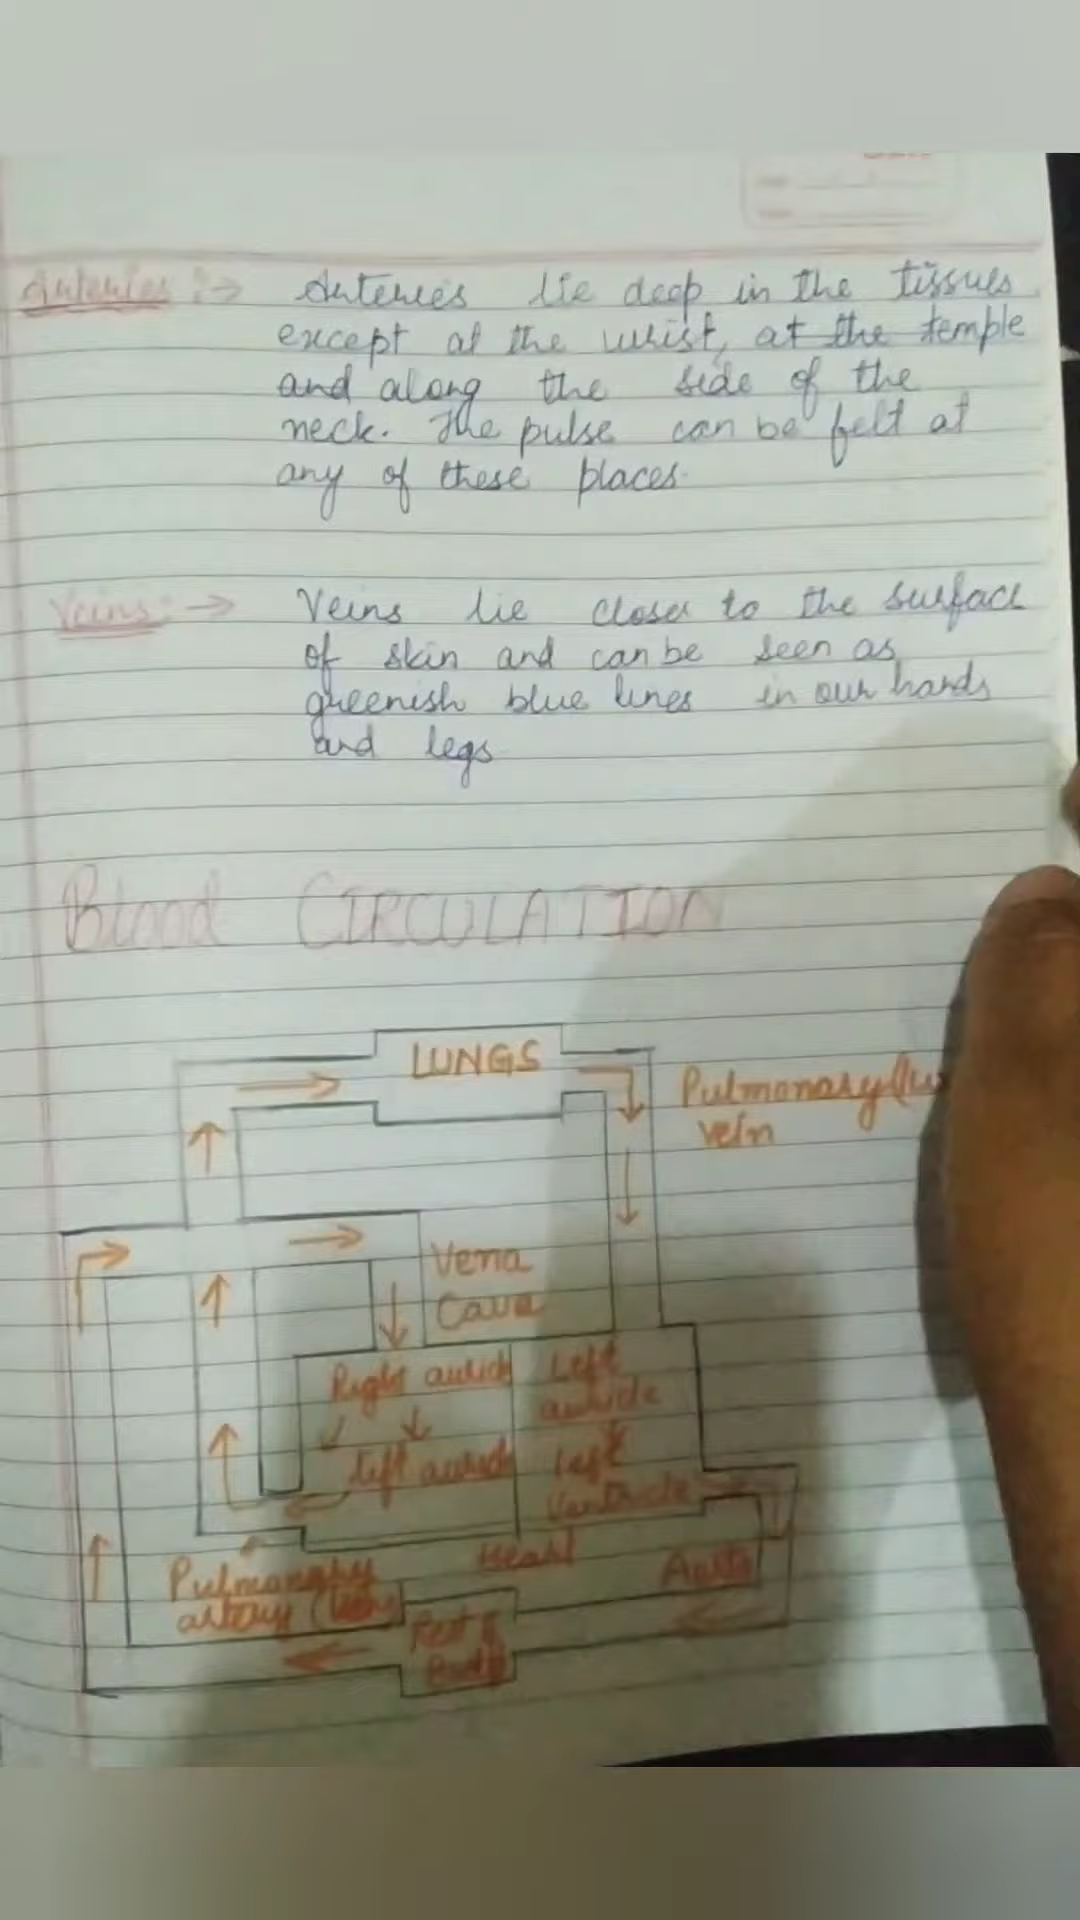 Arteries :→ Arteries lie deep in the tissues
except at the wrist, at the temple
and along the side of the
neck. The pulse can be felt at
any of these places.
Veins :→ Veins lie closer to the surface
of skin and can be seen as
greenish blue lines in our hands
and legs
Blood CIRCULATION
LUNGS
Pulmonary
vein
Vena
Cava
Right auricle
Left
auricle
Left auricle
Left
Ventricle
Heart
Aorta
Pulmonary
artery
Rest of
Body